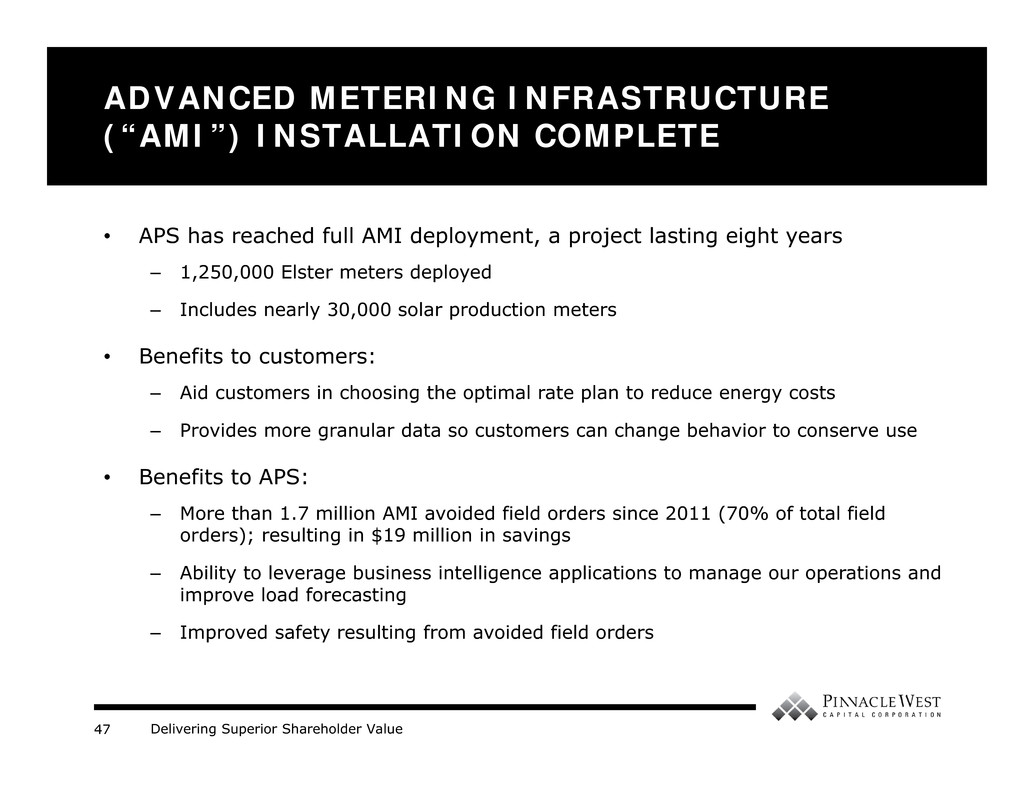 ADVANCED METERING INFRASTRUCTURE
(“AMI”) INSTALLATION COMPLETE
• APS has reached full AMI deployment, a project lasting eight years
– 1,250,000 Elster meters deployed
– Includes nearly 30,000 solar production meters
• Benefits to customers:
– Aid customers in choosing the optimal rate plan to reduce energy costs
– Provides more granular data so customers can change behavior to conserve use
• Benefits to APS:
– More than 1.7 million AMI avoided field orders since 2011 (70% of total field
orders); resulting in $19 million in savings
– Ability to leverage business intelligence applications to manage our operations and
improve load forecasting
– Improved safety resulting from avoided field orders
PINNACLE WEST
CAPITAL CORPORATION
47 Delivering Superior Shareholder Value